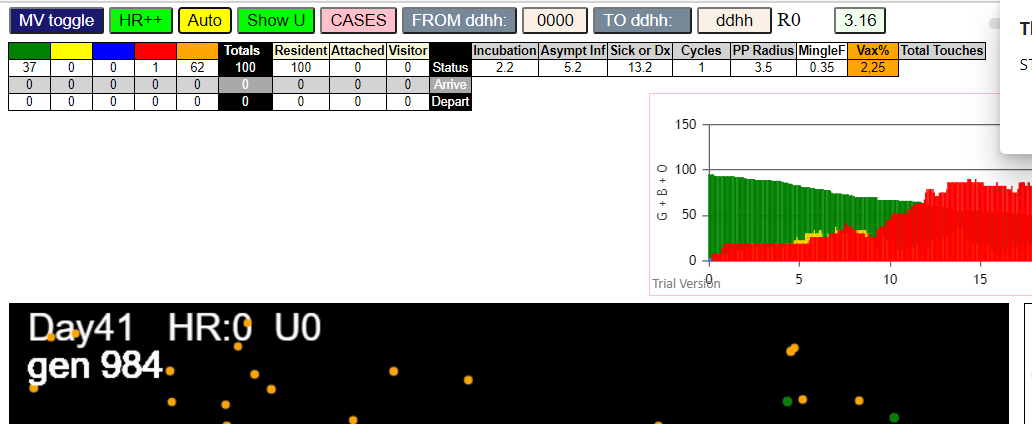 MV toggle HR++ Auto Show U CASES FROM ddhh: 0000 TO ddhh: ddhh R0 3.16
Totals Resident Attached Visitor Incubation Asympt Inf Sick or Dx Cycles PP Radius MingleF Vax% Total Touches
37 0 0 1 62 100 100 0 0 Status 2.2 5.2 13.2 1 3.5 0.35 2,25
0 0 0 0 0 0 0 0 0 Arrive
0 0 0 0 0 0 0 0 0 Depart
150
100
50
0
G + B + O
0 5 10 15
Trial Version
Day41 HR:0 U0
gen 984